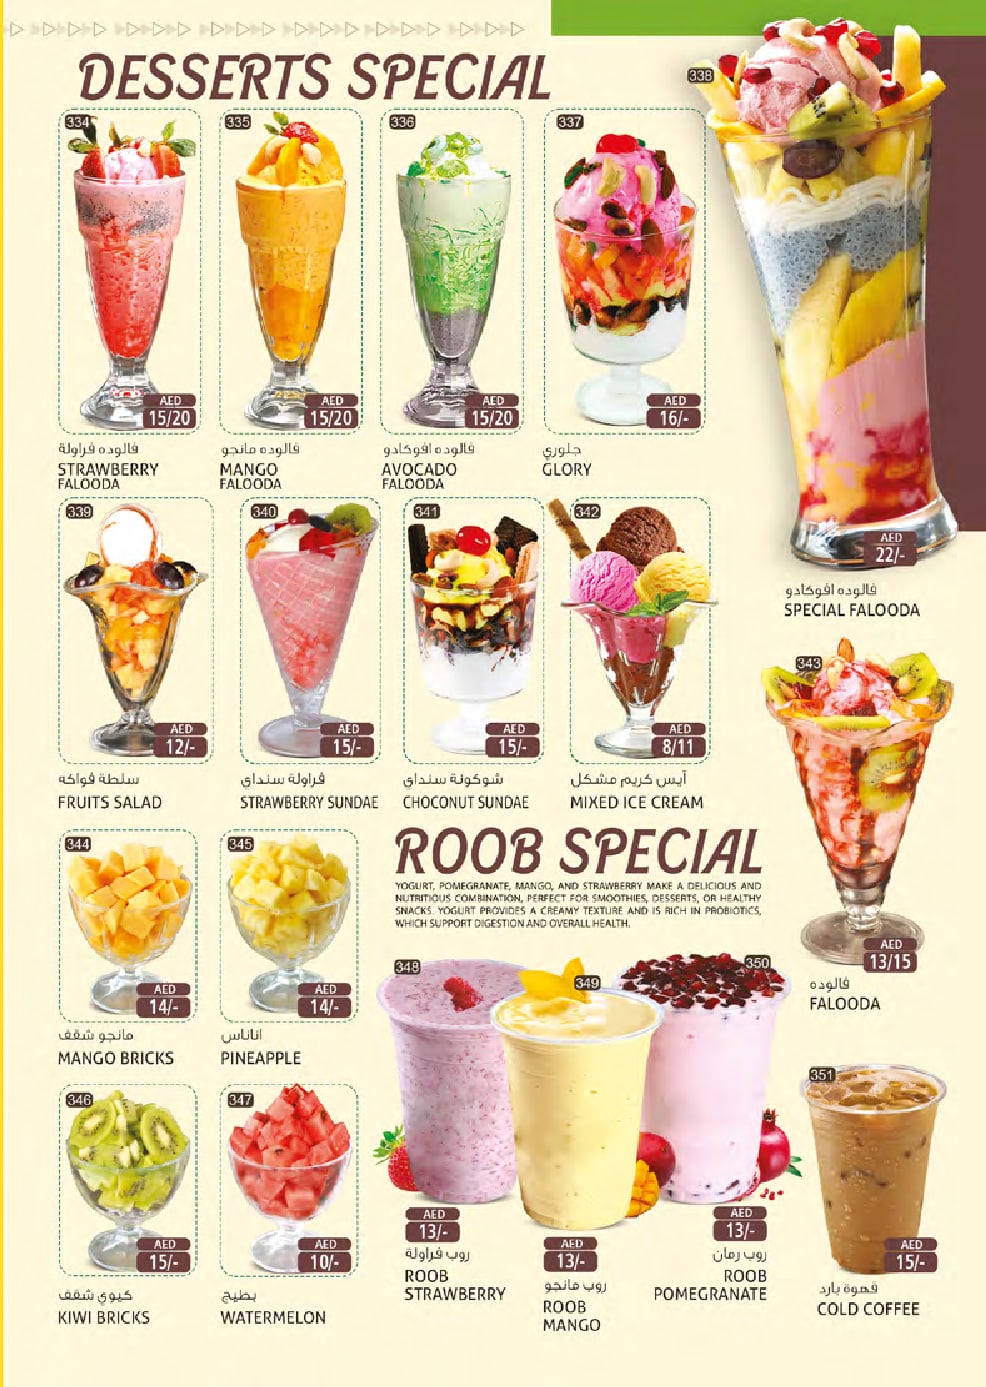 DESSERTS SPECIAL
334
AED
15/20
فالوده فراولة
STRAWBERRY
FALOODA
335
AED
15/20
فالوده مانجو
MANGO
FALOODA
336
AED
15/20
فالوده افوكادو
AVOCADO
FALOODA
337
AED
16/-
جلوري
GLORY
338
AED
22/-
فالوده افوكادو
SPECIAL FALOODA
339
AED
12/-
سلطة فواكه
FRUITS SALAD
340
AED
15/-
فراولة سنداي
STRAWBERRY SUNDAE
341
AED
15/-
شوكونة سنداي
CHOCONUT SUNDAE
342
AED
8/11
آيس كريم مشكل
MIXED ICE CREAM
343
AED
13/15
فالوده
FALOODA
344
AED
14/-
مانجو شقف
MANGO BRICKS
345
AED
14/-
اناناس
PINEAPPLE
346
AED
15/-
كيوي شقف
KIWI BRICKS
347
AED
10/-
بطيخ
WATERMELON
ROOB SPECIAL
YOGURT, POMEGRANATE, MANGO, AND STRAWBERRY MAKE A DELICIOUS AND
NUTRITIOUS COMBINATION, PERFECT FOR SMOOTHIES, DESSERTS, OR HEALTHY
SNACKS. YOGURT PROVIDES A CREAMY TEXTURE AND IS RICH IN PROBIOTICS,
WHICH SUPPORT DIGESTION AND OVERALL HEALTH.
348
AED
13/-
روب فراولة
ROOB
STRAWBERRY
349
AED
13/-
روب مانجو
ROOB
MANGO
350
AED
13/-
روب رمان
ROOB
POMEGRANATE
351
AED
15/-
قهوة بارد
COLD COFFEE